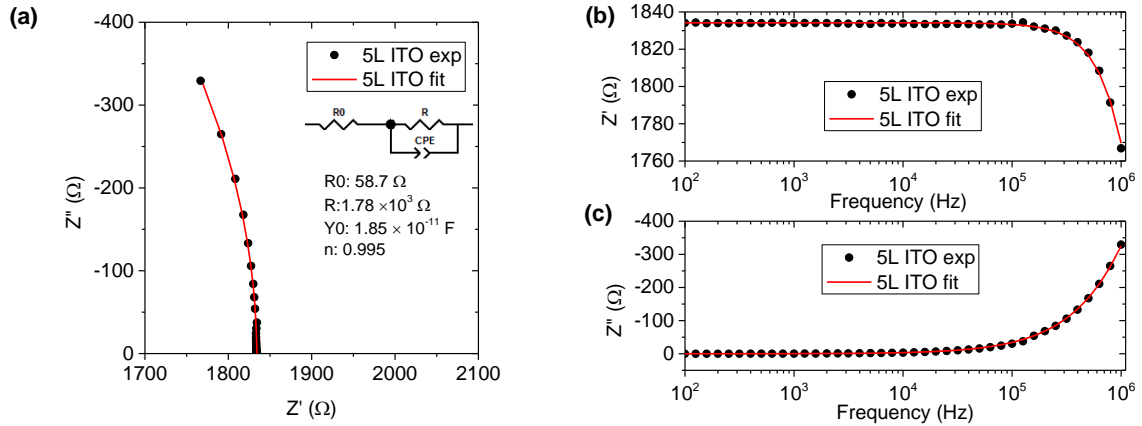 (a)
-400
-300
-200
-100
0
Z" (Ω)
1700 1800 1900 2000 2100
Z' (Ω)
5L ITO exp
5L ITO fit
R0 R
CPE
R0: 58.7 Ω
R:1.78 ×10³ Ω
Y0: 1.85 × 10⁻¹¹ F
n: 0.995
(b)
1840
1820
1800
1780
1760
Z' (Ω)
5L ITO exp
5L ITO fit
10² 10³ 10⁴ 10⁵ 10⁶
Frequency (Hz)
(c)
-400
-300
-200
-100
0
Z" (Ω)
5L ITO exp
5L ITO fit
10² 10³ 10⁴ 10⁵ 10⁶
Frequency (Hz)